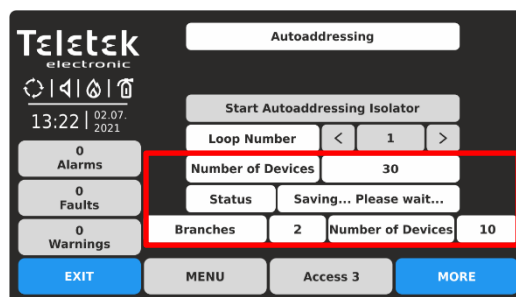 Tεlεtεk
electronic
Autoaddressing
13:22 02.07.
2021
Start Autoaddressing Isolator
Loop Number < 1 >
0
Alarms
Number of Devices 30
0
Faults
Status Saving... Please wait...
0
Warnings
Branches 2 Number of Devices 10
EXIT MENU Access 3 MORE